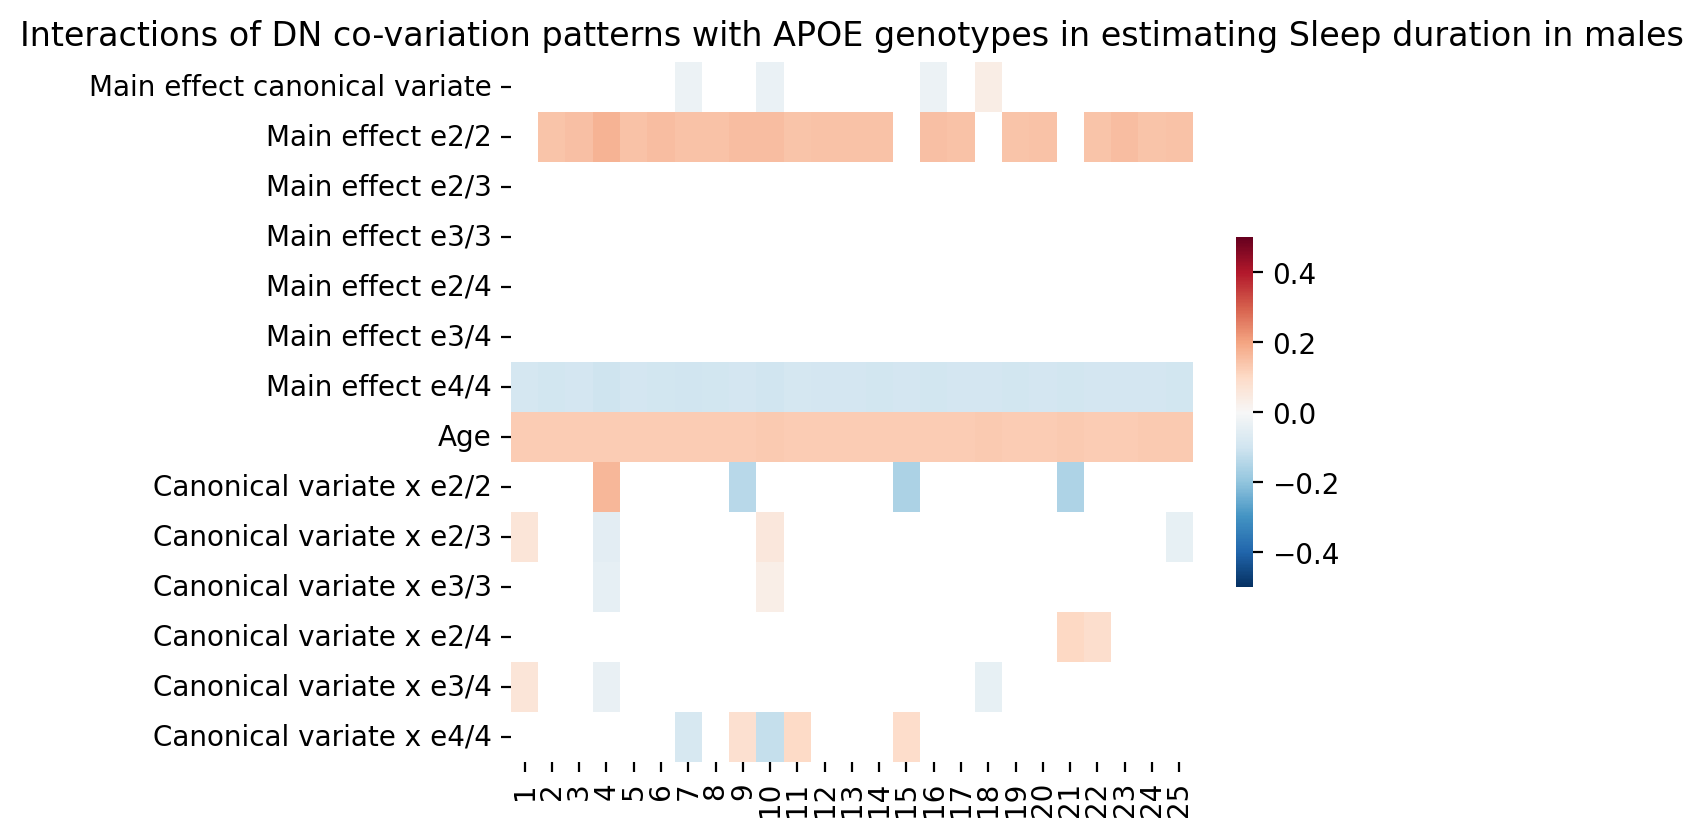 Interactions of DN co-variation patterns with APOE genotypes in estimating Sleep duration in males
Main effect canonical variate
Main effect e2/2
Main effect e2/3
Main effect e3/3
Main effect e2/4
Main effect e3/4
Main effect e4/4
Age
Canonical variate x e2/2
Canonical variate x e2/3
Canonical variate x e3/3
Canonical variate x e2/4
Canonical variate x e3/4
Canonical variate x e4/4
1 2 3 4 5 6 7 8 9 10 11 12 13 14 15 16 17 18 19 20 21 22 23 24 25
0.4
0.2
0.0
−0.2
−0.4